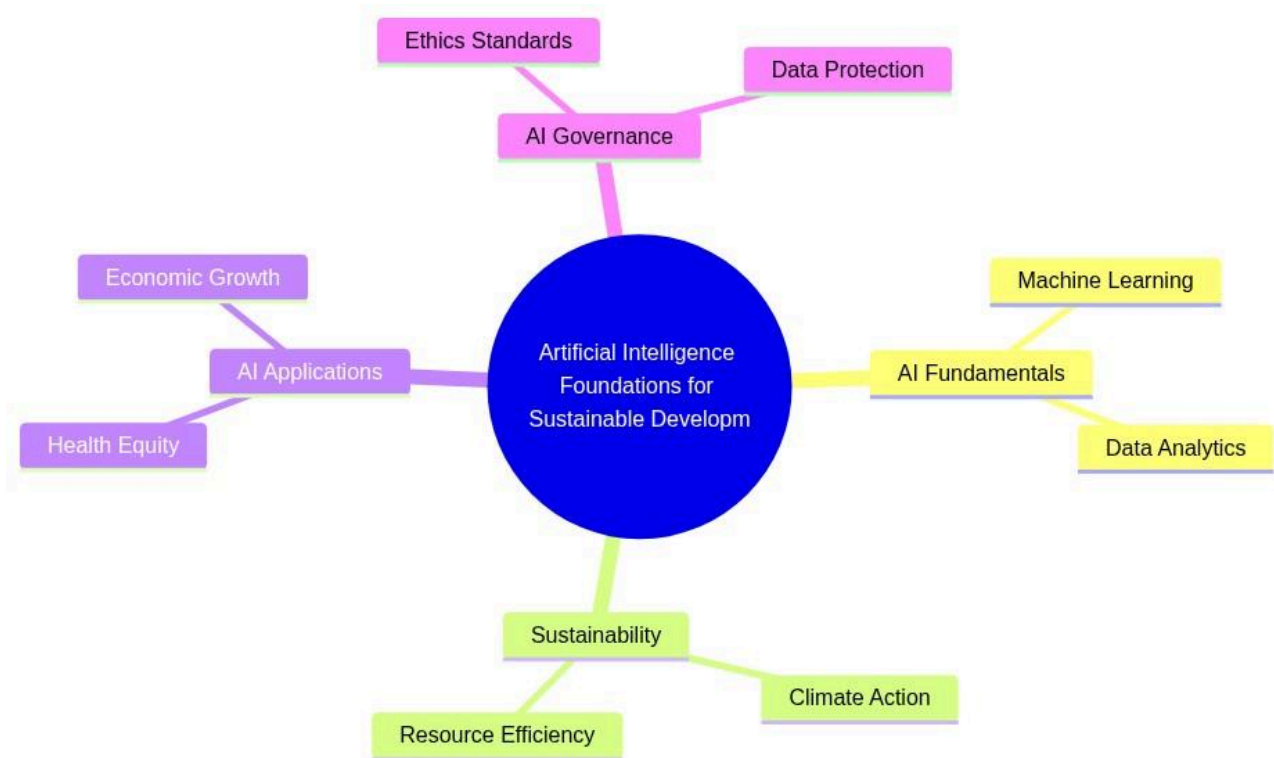 Ethics Standards
Data Protection
AI Governance
Economic Growth
Machine Learning
AI Applications
Artificial Intelligence
Foundations for
Sustainable Developm
AI Fundamentals
Health Equity
Data Analytics
Sustainability
Climate Action
Resource Efficiency